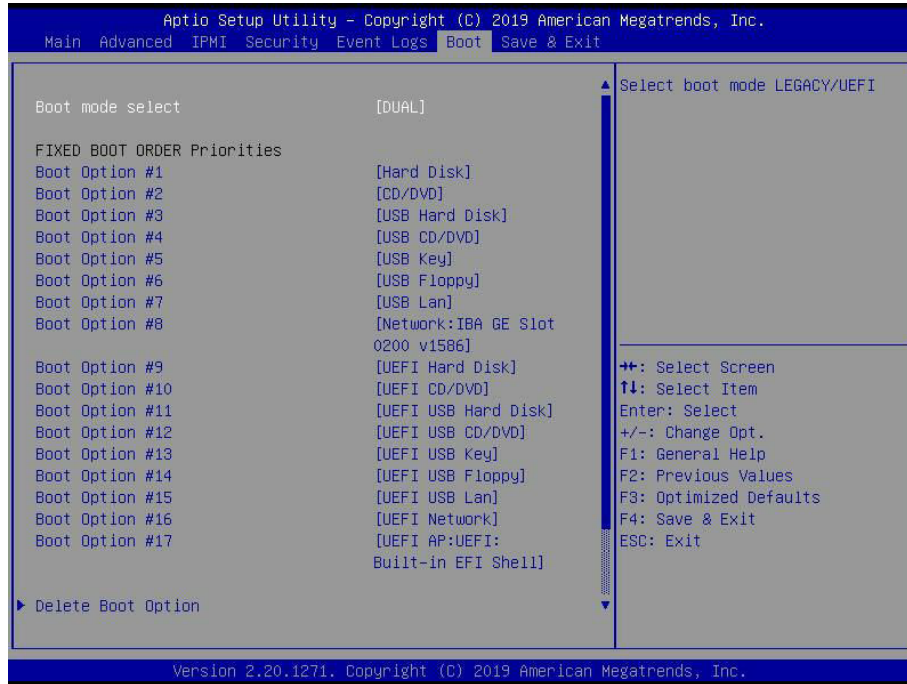 Aptio Setup Utility – Copyright (C) 2019 American Megatrends, Inc.
Main Advanced IPMI Security Event Logs Boot Save & Exit
Boot mode select [DUAL]
FIXED BOOT ORDER Priorities
Boot Option #1 [Hard Disk]
Boot Option #2 [CD/DVD]
Boot Option #3 [USB Hard Disk]
Boot Option #4 [USB CD/DVD]
Boot Option #5 [USB Key]
Boot Option #6 [USB Floppy]
Boot Option #7 [USB Lan]
Boot Option #8 [Network:IBA GE Slot
0200 v1586]
Boot Option #9 [UEFI Hard Disk]
Boot Option #10 [UEFI CD/DVD]
Boot Option #11 [UEFI USB Hard Disk]
Boot Option #12 [UEFI USB CD/DVD]
Boot Option #13 [UEFI USB Key]
Boot Option #14 [UEFI USB Floppy]
Boot Option #15 [UEFI USB Lan]
Boot Option #16 [UEFI Network]
Boot Option #17 [UEFI AP:UEFI:
Built-in EFI Shell]
Delete Boot Option
Select boot mode LEGACY/UEFI
→←: Select Screen
↑↓: Select Item
Enter: Select
+/-: Change Opt.
F1: General Help
F2: Previous Values
F3: Optimized Defaults
F4: Save & Exit
ESC: Exit
Version 2.20.1271. Copyright (C) 2019 American Megatrends, Inc.